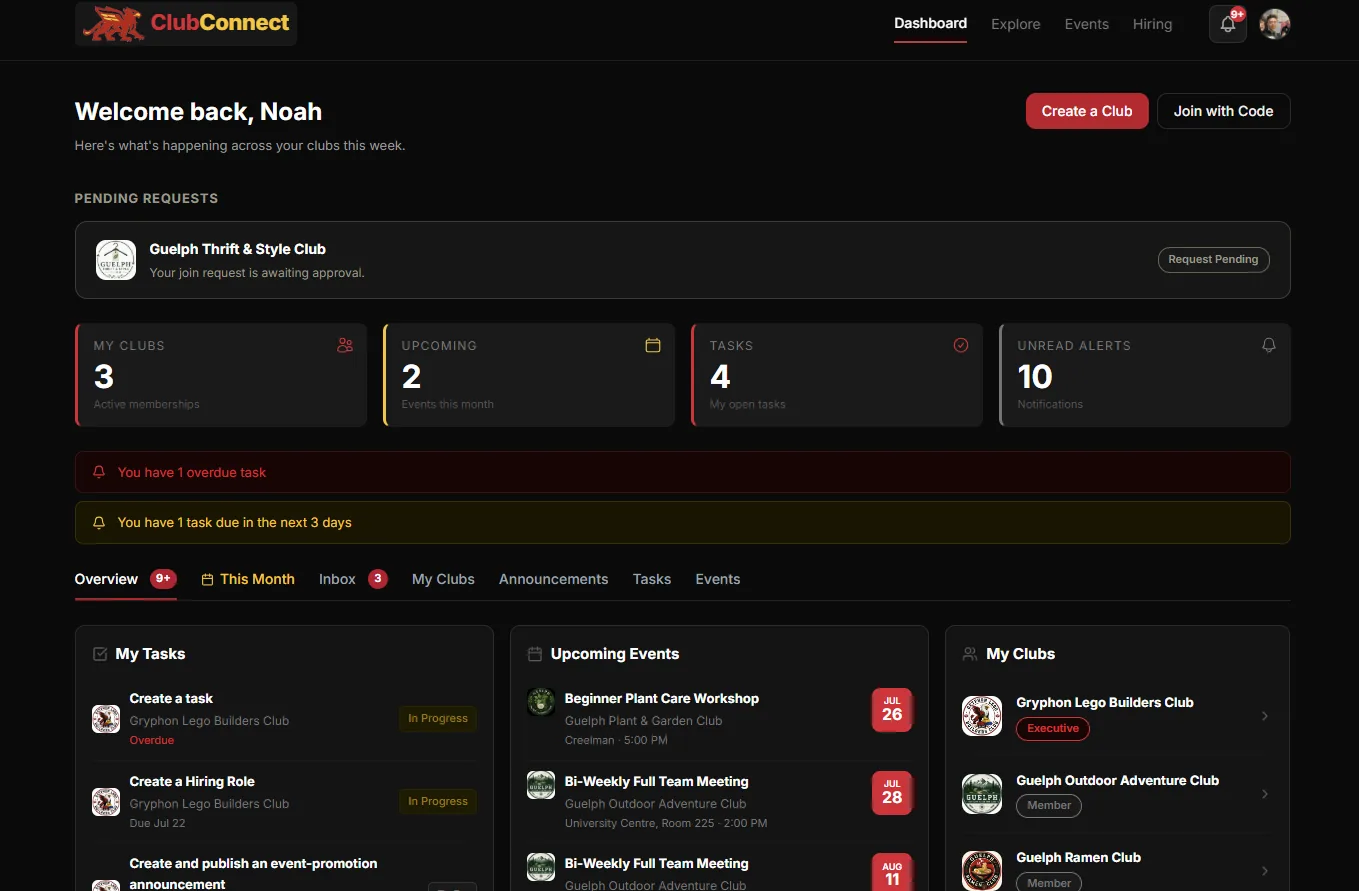 ClubConnect
Dashboard
Explore
Events
Hiring
9+
Welcome back, Noah
Here's what's happening across your clubs this week.
Create a Club
Join with Code
PENDING REQUESTS
GUELPH
Guelph Thrift & Style Club
Your join request is awaiting approval.
Request Pending
MY CLUBS
3
Active memberships
UPCOMING
2
Events this month
TASKS
4
My open tasks
UNREAD ALERTS
10
Notifications
You have 1 overdue task
You have 1 task due in the next 3 days
Overview 9+
This Month
Inbox 3
My Clubs
Announcements
Tasks
Events
My Tasks
Create a task
Gryphon Lego Builders Club
Overdue
In Progress
Create a Hiring Role
Gryphon Lego Builders Club
Due Jul 22
In Progress
Create and publish an event-promotion
announcement
Upcoming Events
Beginner Plant Care Workshop
Guelph Plant & Garden Club
Creelman · 5:00 PM
JUL
26
Bi-Weekly Full Team Meeting
Guelph Outdoor Adventure Club
University Centre, Room 225 · 2:00 PM
JUL
28
Bi-Weekly Full Team Meeting
Guelph Outdoor Adventure Club
AUG
11
My Clubs
Gryphon Lego Builders Club
Executive
GUELPH
Guelph Outdoor Adventure Club
Member
Guelph Ramen Club
Member